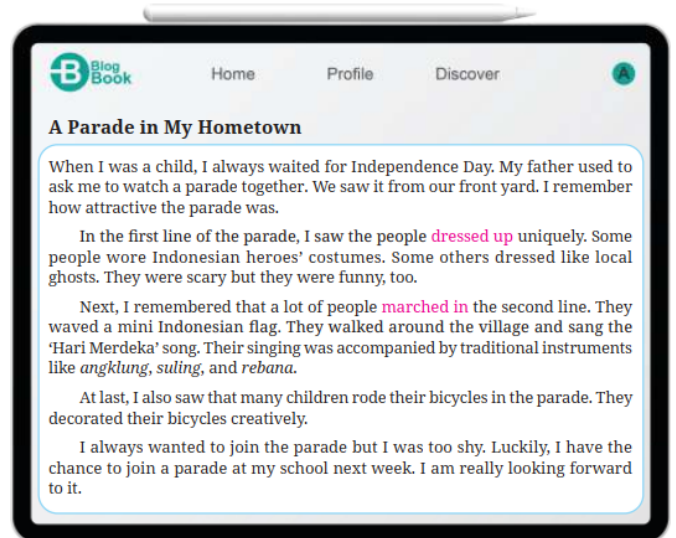 B Blog
Book
Home Profile Discover A
A Parade in My Hometown
When I was a child, I always waited for Independence Day. My father used to
ask me to watch a parade together. We saw it from our front yard. I remember
how attractive the parade was.
In the first line of the parade, I saw the people dressed up uniquely. Some
people wore Indonesian heroes’ costumes. Some others dressed like local
ghosts. They were scary but they were funny, too.
Next, I remembered that a lot of people marched in the second line. They
waved a mini Indonesian flag. They walked around the village and sang the
‘Hari Merdeka’ song. Their singing was accompanied by traditional instruments
like angklung, suling, and rebana.
At last, I also saw that many children rode their bicycles in the parade. They
decorated their bicycles creatively.
I always wanted to join the parade but I was too shy. Luckily, I have the
chance to join a parade at my school next week. I am really looking forward
to it.